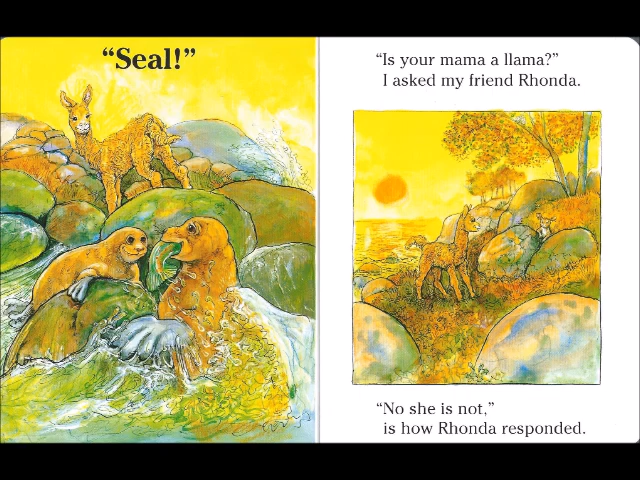 “Seal!”
“Is your mama a llama?”
I asked my friend Rhonda.
“No she is not,”
is how Rhonda responded.